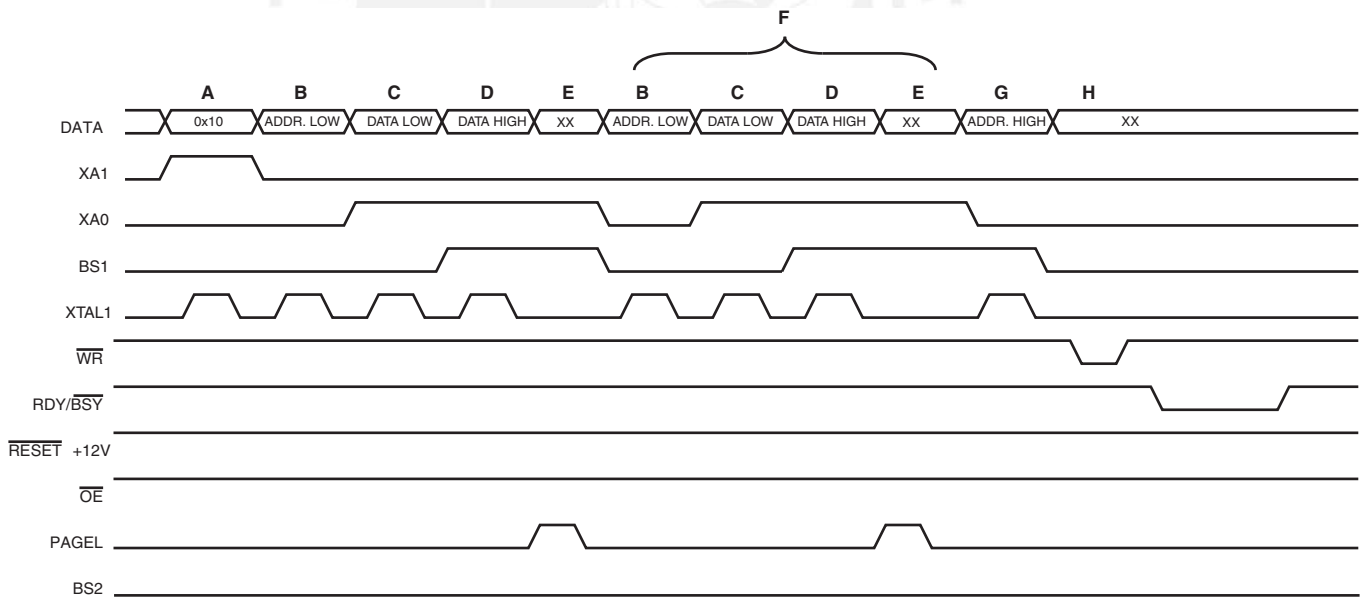 F
A B C D E B C D E G H
DATA 0x10 ADDR. LOW DATA LOW DATA HIGH XX ADDR. LOW DATA LOW DATA HIGH XX ADDR. HIGH XX
XA1
XA0
BS1
XTAL1
WR
RDY/BSY
RESET +12V
OE
PAGEL
BS2